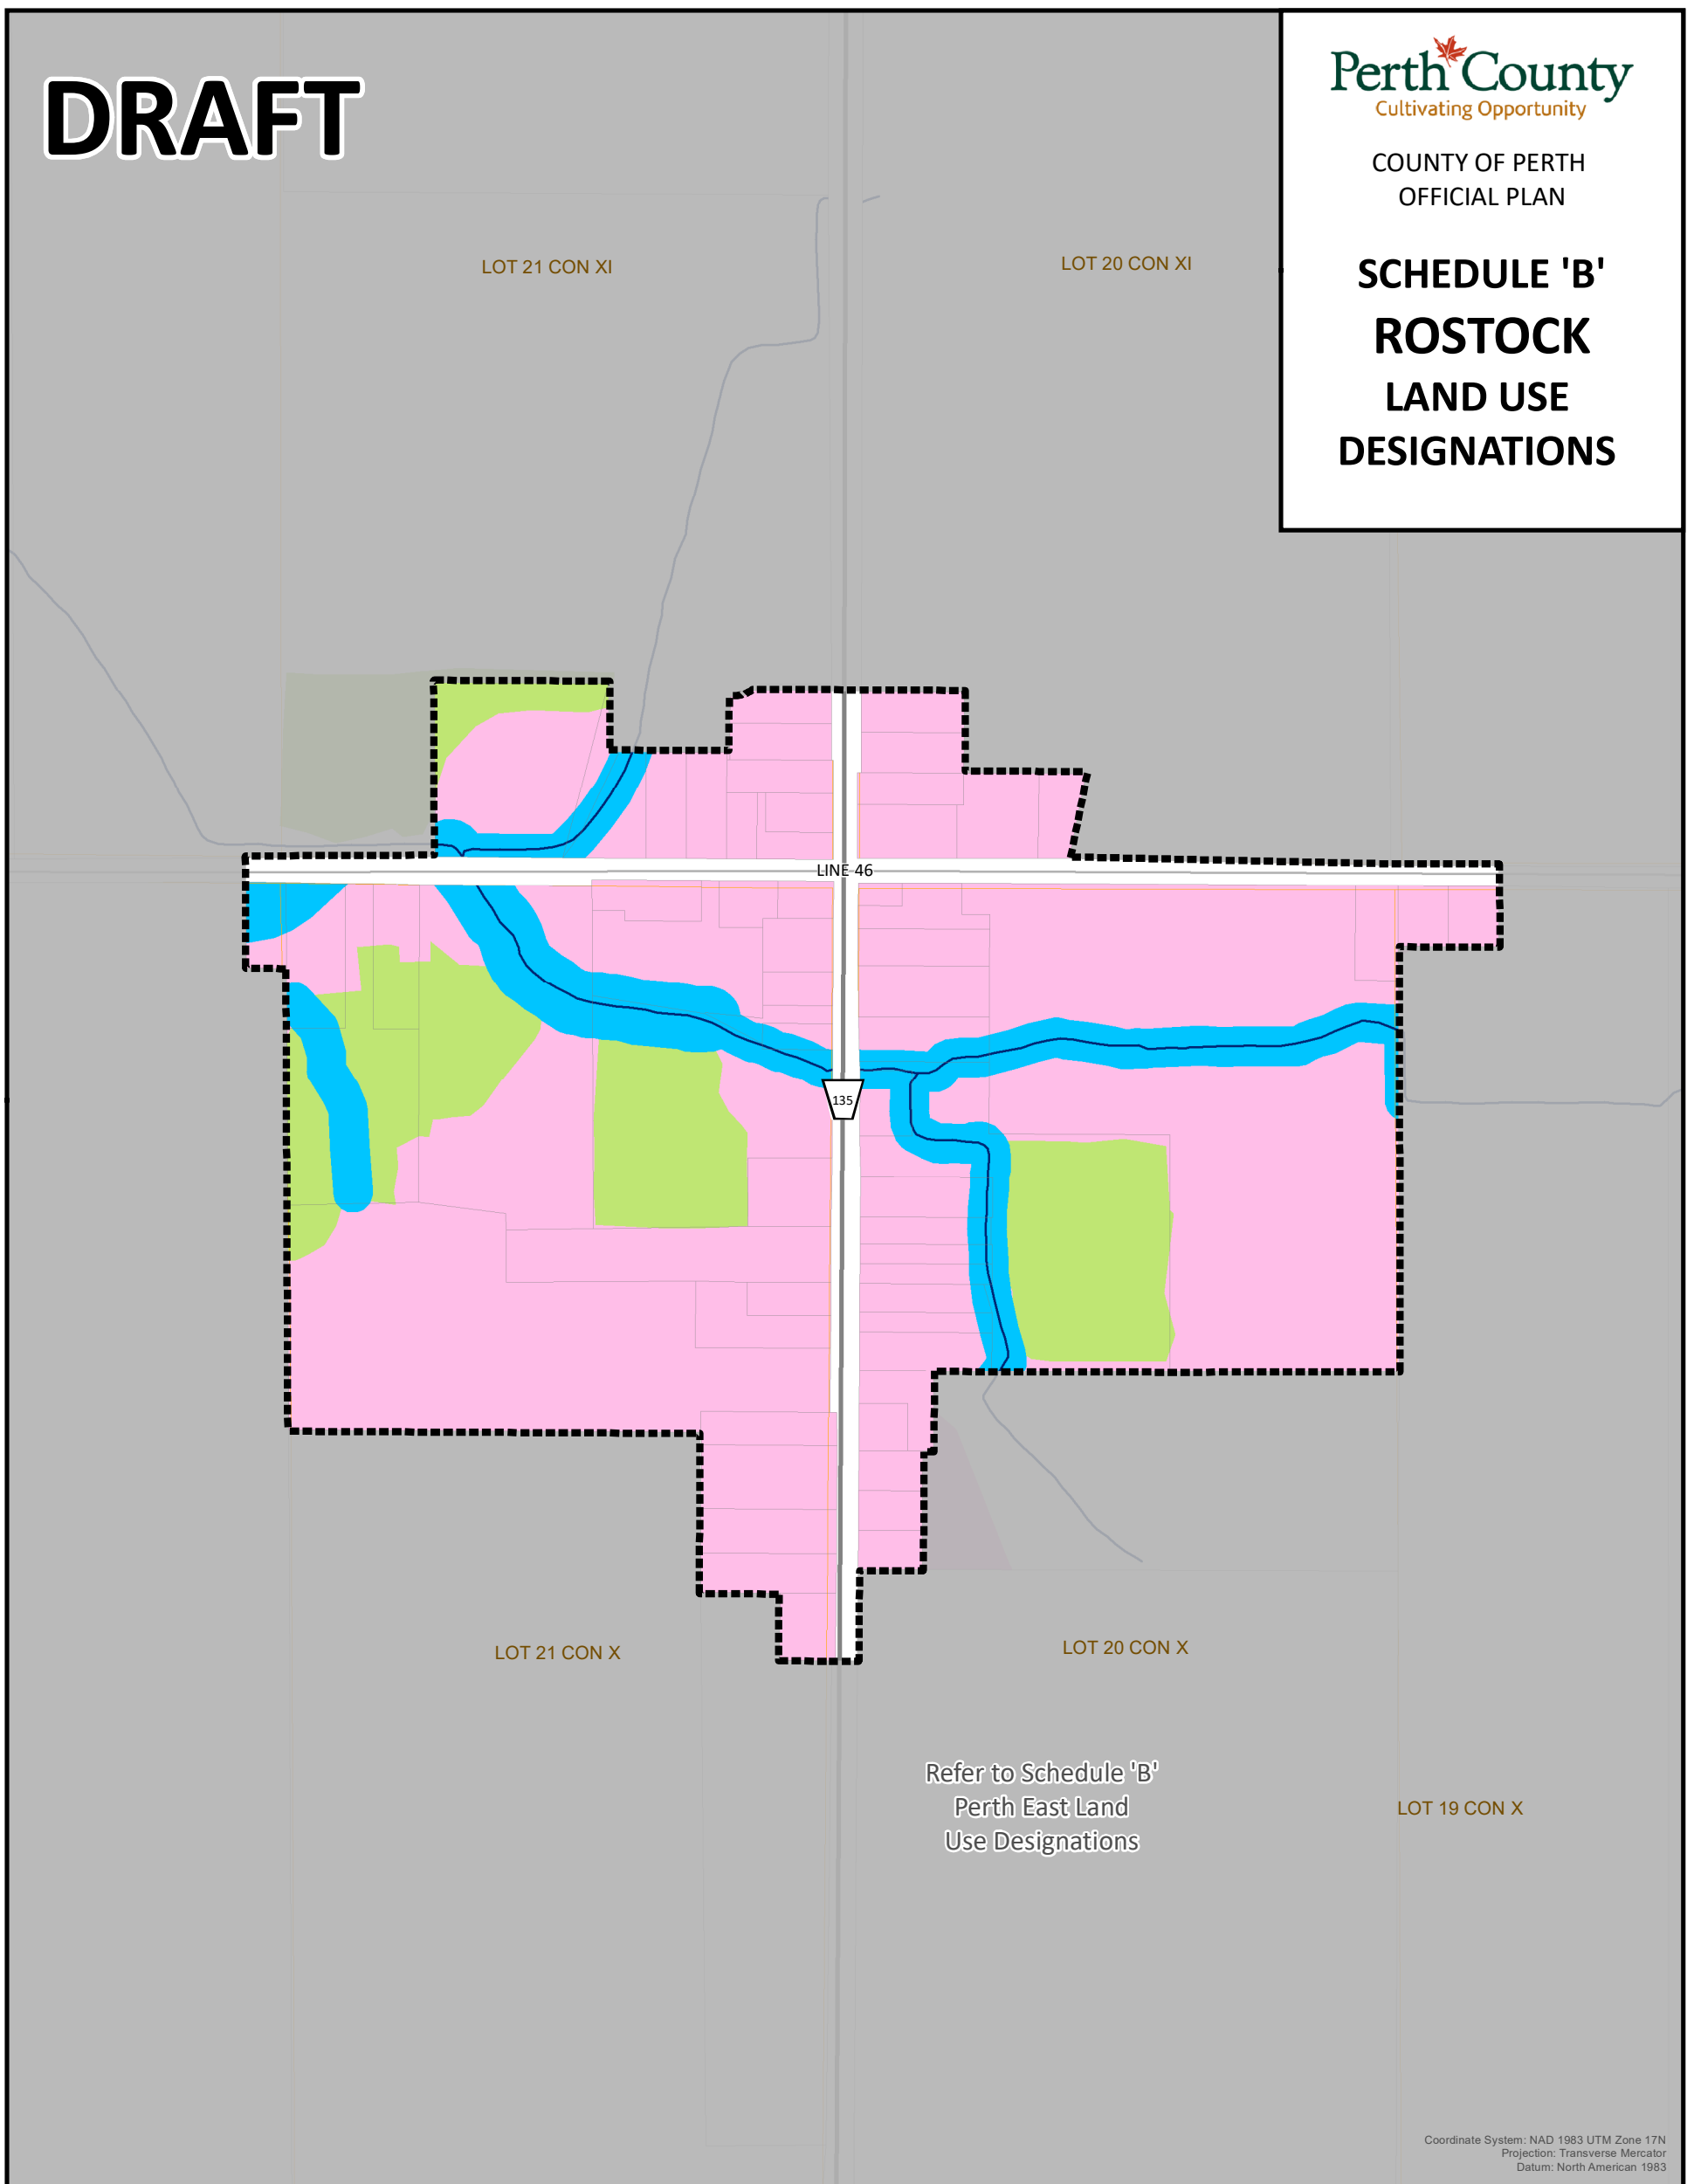 DRAFT
Perth County
Cultivating Opportunity
COUNTY OF PERTH
OFFICIAL PLAN
SCHEDULE 'B'
ROSTOCK
LAND USE
DESIGNATIONS
LOT 21 CON XI
LOT 20 CON XI
LINE 46
135
LOT 21 CON X
LOT 20 CON X
Refer to Schedule 'B'
Perth East Land
Use Designations
LOT 19 CON X
Coordinate System: NAD 1983 UTM Zone 17N
Projection: Transverse Mercator
Datum: North American 1983